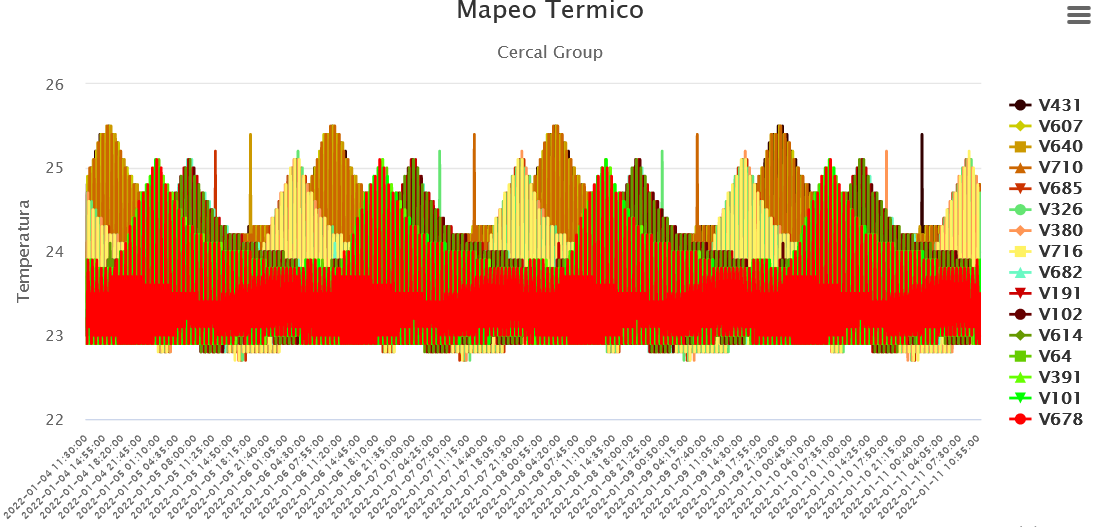 Mapeo Termico
Cercal Group
26
25
24
23
22
Temperatura
2022-01-04 11:30:00
2022-01-04 14:55:00
2022-01-04 18:20:00
2022-01-04 21:45:00
2022-01-05 01:10:00
2022-01-05 04:35:00
2022-01-05 08:00:00
2022-01-05 11:25:00
2022-01-05 14:50:00
2022-01-05 18:15:00
2022-01-05 21:40:00
2022-01-06 01:05:00
2022-01-06 04:30:00
2022-01-06 07:55:00
2022-01-06 11:20:00
2022-01-06 14:45:00
2022-01-06 18:10:00
2022-01-06 21:35:00
2022-01-07 01:00:00
2022-01-07 04:25:00
2022-01-07 07:50:00
2022-01-07 11:15:00
2022-01-07 14:40:00
2022-01-07 18:05:00
2022-01-07 21:30:00
2022-01-08 00:55:00
2022-01-08 04:20:00
2022-01-08 07:45:00
2022-01-08 11:10:00
2022-01-08 14:35:00
2022-01-08 18:00:00
2022-01-08 21:25:00
2022-01-09 00:50:00
2022-01-09 04:15:00
2022-01-09 07:40:00
2022-01-09 11:05:00
2022-01-09 14:30:00
2022-01-09 17:55:00
2022-01-09 21:20:00
2022-01-10 00:45:00
2022-01-10 04:10:00
2022-01-10 07:35:00
2022-01-10 11:00:00
2022-01-10 14:25:00
2022-01-10 17:50:00
2022-01-10 21:15:00
2022-01-11 00:40:00
2022-01-11 04:05:00
2022-01-11 07:30:00
2022-01-11 10:55:00
V431
V607
V640
V710
V685
V326
V380
V716
V682
V191
V102
V614
V64
V391
V101
V678